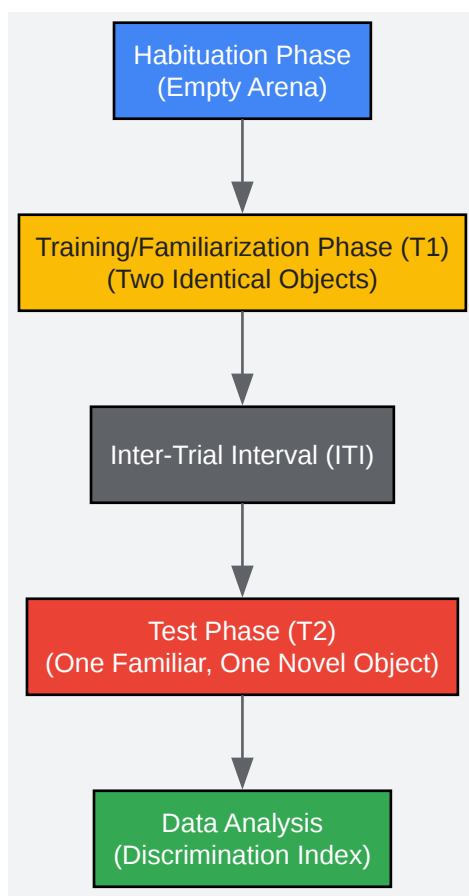 Habituation Phase
(Empty Arena)
Training/Familiarization Phase (T1)
(Two Identical Objects)
Inter-Trial Interval (ITI)
Test Phase (T2)
(One Familiar, One Novel Object)
Data Analysis
(Discrimination Index)